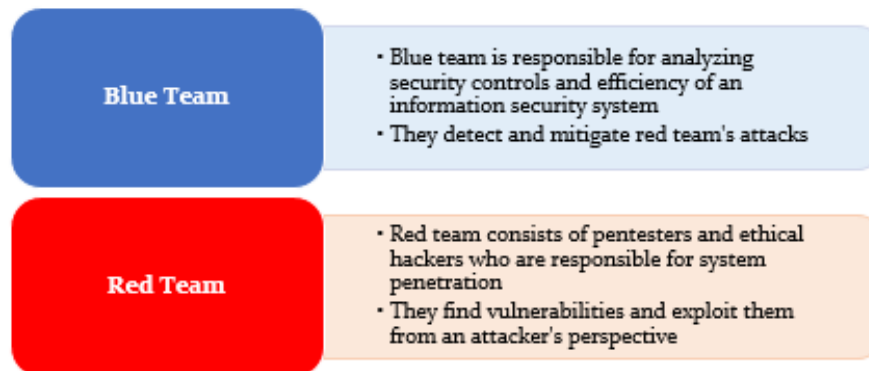 Blue Team
• Blue team is responsible for analyzing
security controls and efficiency of an
information security system
• They detect and mitigate red team's attacks
Red Team
• Red team consists of pentesters and ethical
hackers who are responsible for system
penetration
• They find vulnerabilities and exploit them
from an attacker's perspective